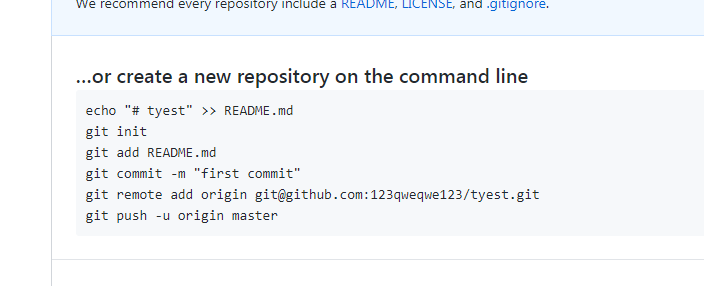 We recommend every repository include a README, LICENSE, and .gitignore.
...or create a new repository on the command line
echo "# tyest" >> README.md
git init
git add README.md
git commit -m "first commit"
git remote add origin git@github.com:123qweqwe123/tyest.git
git push -u origin master